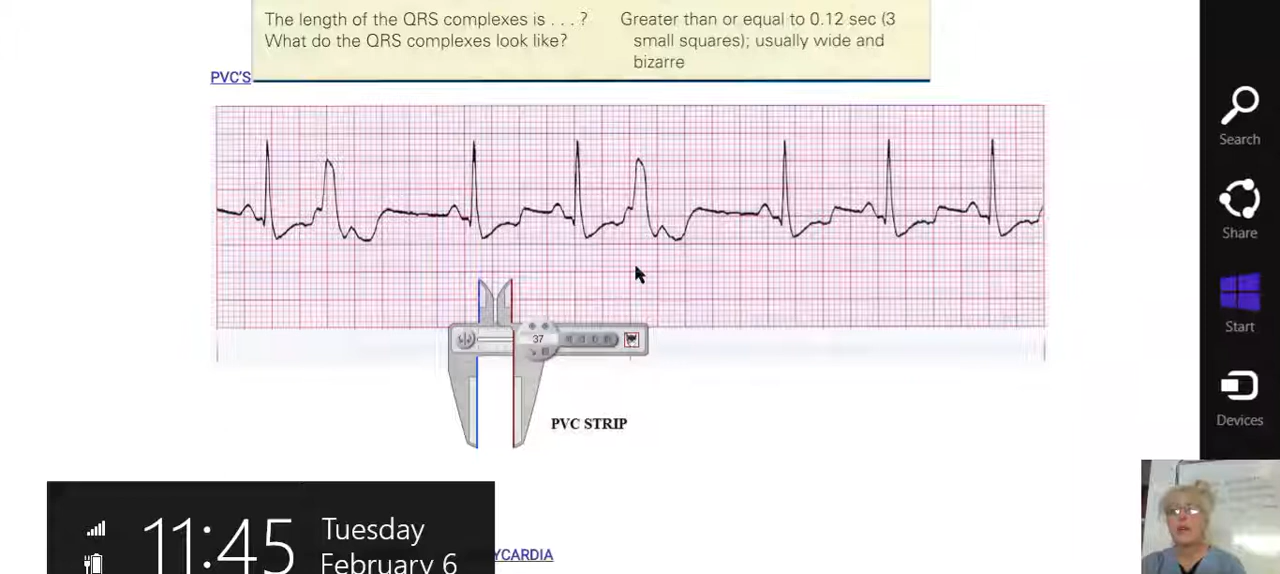 The length of the QRS complexes is . . . ?
What do the QRS complexes look like?
Greater than or equal to 0.12 sec (3
small squares); usually wide and
bizarre
PVC'S
Search
Share
Start
Devices
37
PVC STRIP
11:45
Tuesday
February 6
YCARDIA